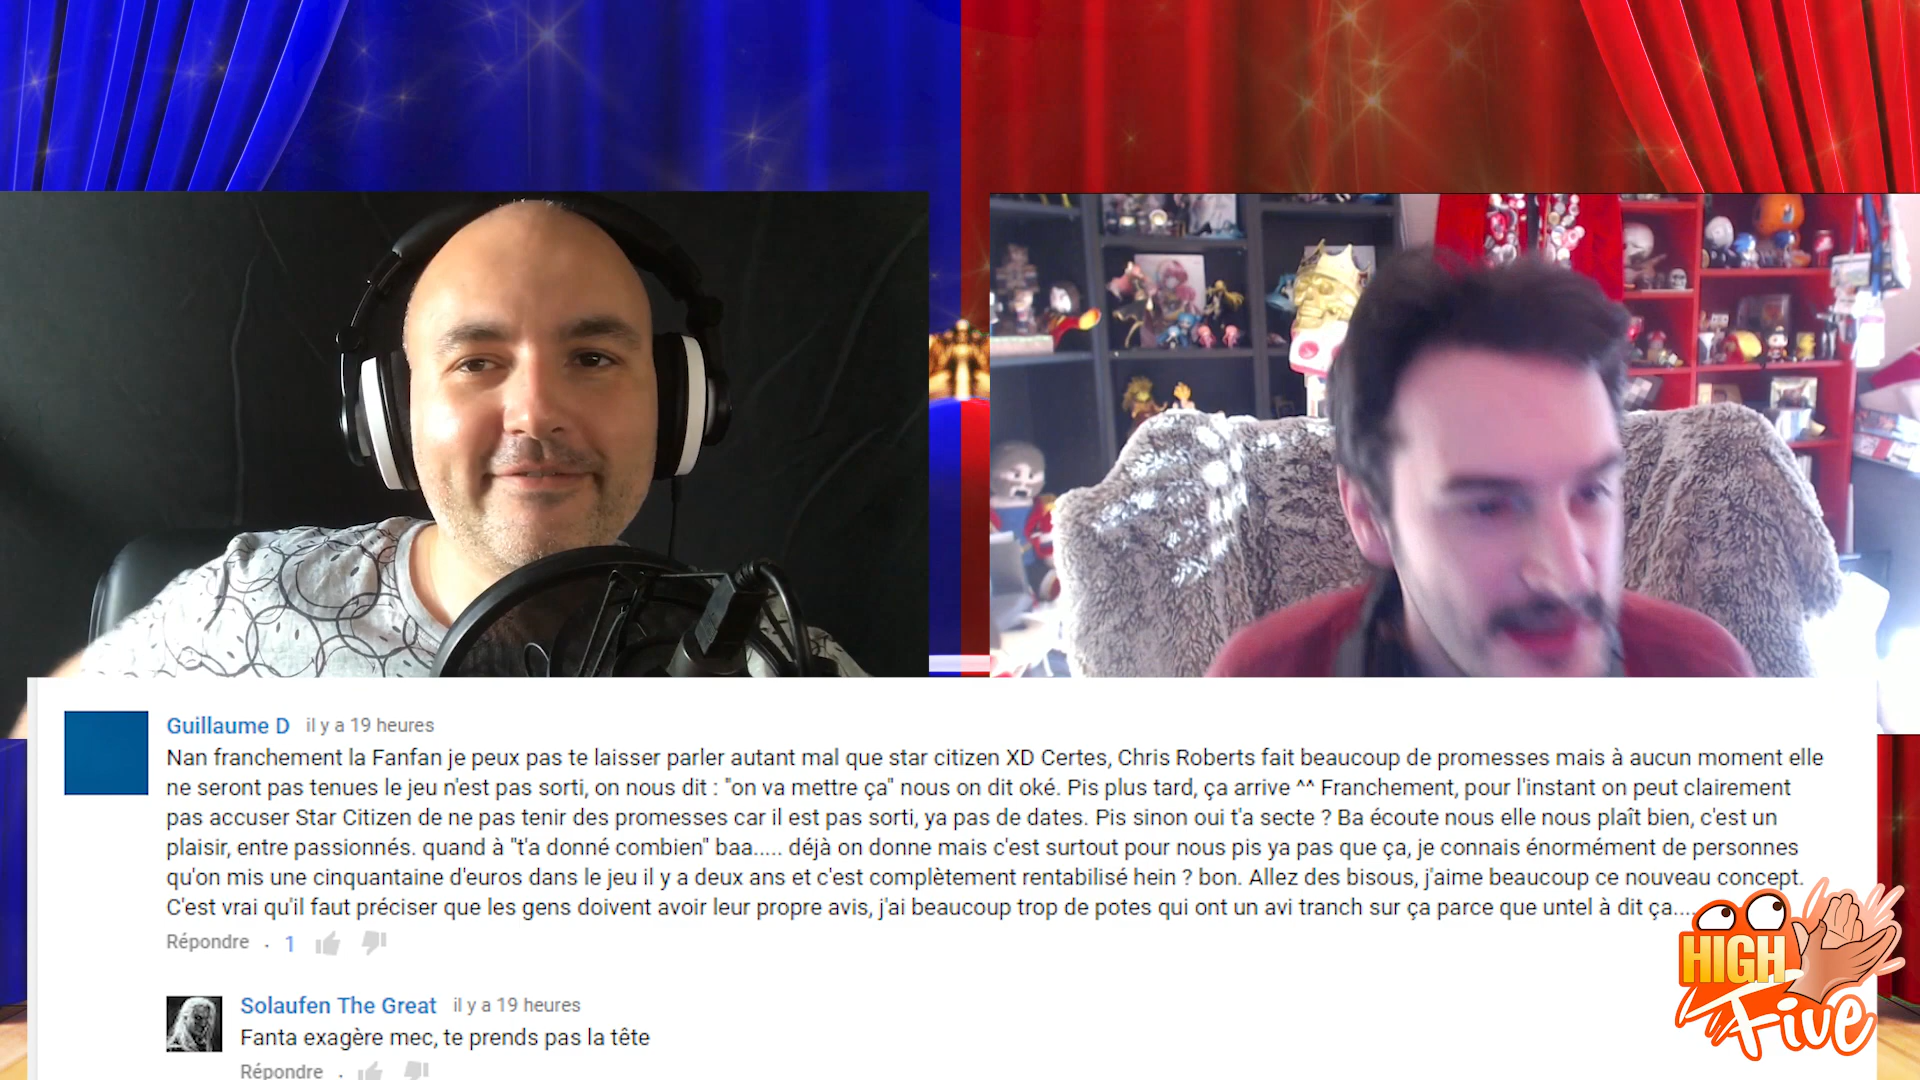 Guillaume D il y a 19 heures
Nan franchement la Fanfan je peux pas te laisser parler autant mal que star citizen XD Certes, Chris Roberts fait beaucoup de promesses mais à aucun moment elle
ne seront pas tenues le jeu n'est pas sorti, on nous dit : "on va mettre ça" nous on dit oké. Pis plus tard, ça arrive ^^ Franchement, pour l'instant on peut clairement
pas accuser Star Citizen de ne pas tenir des promesses car il est pas sorti, ya pas de dates. Pis sinon oui t'a secte ? Ba écoute nous elle nous plaît bien, c'est un
plaisir, entre passionnés. quand à "t'a donné combien" baa..... déjà on donne mais c'est surtout pour nous pis ya pas que ça, je connais énormément de personnes
qu'on mis une cinquantaine d'euros dans le jeu il y a deux ans et c'est complètement rentabilisé hein ? bon. Allez des bisous, j'aime beaucoup ce nouveau concept.
C'est vrai qu'il faut préciser que les gens doivent avoir leur propre avis, j'ai beaucoup trop de potes qui ont un avi tranch sur ça parce que untel à dit ça....
Répondre . 1
Solaufen The Great il y a 19 heures
Fanta exagère mec, te prends pas la tête
Répondre .
HIGH
Five